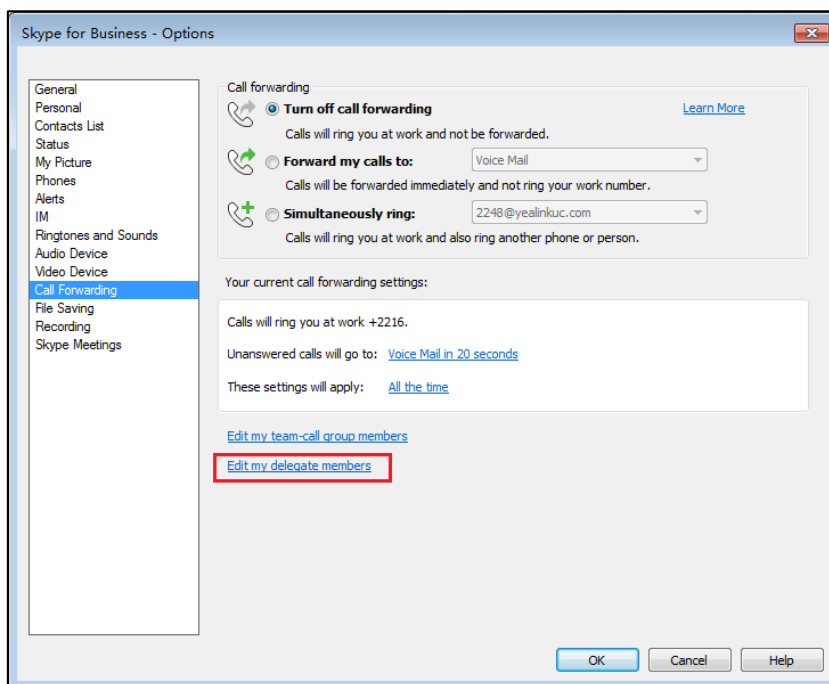 Skype for Business - Options
General
Personal
Contacts List
Status
My Picture
Phones
Alerts
IM
Ringtones and Sounds
Audio Device
Video Device
Call Forwarding
File Saving
Recording
Skype Meetings
Call forwarding
Turn off call forwarding
Learn More
Calls will ring you at work and not be forwarded.
Forward my calls to:
Voice Mail
Calls will be forwarded immediately and not ring your work number.
Simultaneously ring:
2248@yealinkuc.com
Calls will ring you at work and also ring another phone or person.
Your current call forwarding settings:
Calls will ring you at work +2216.
Unanswered calls will go to: Voice Mail in 20 seconds
These settings will apply: All the time
Edit my team-call group members
Edit my delegate members
OK
Cancel
Help